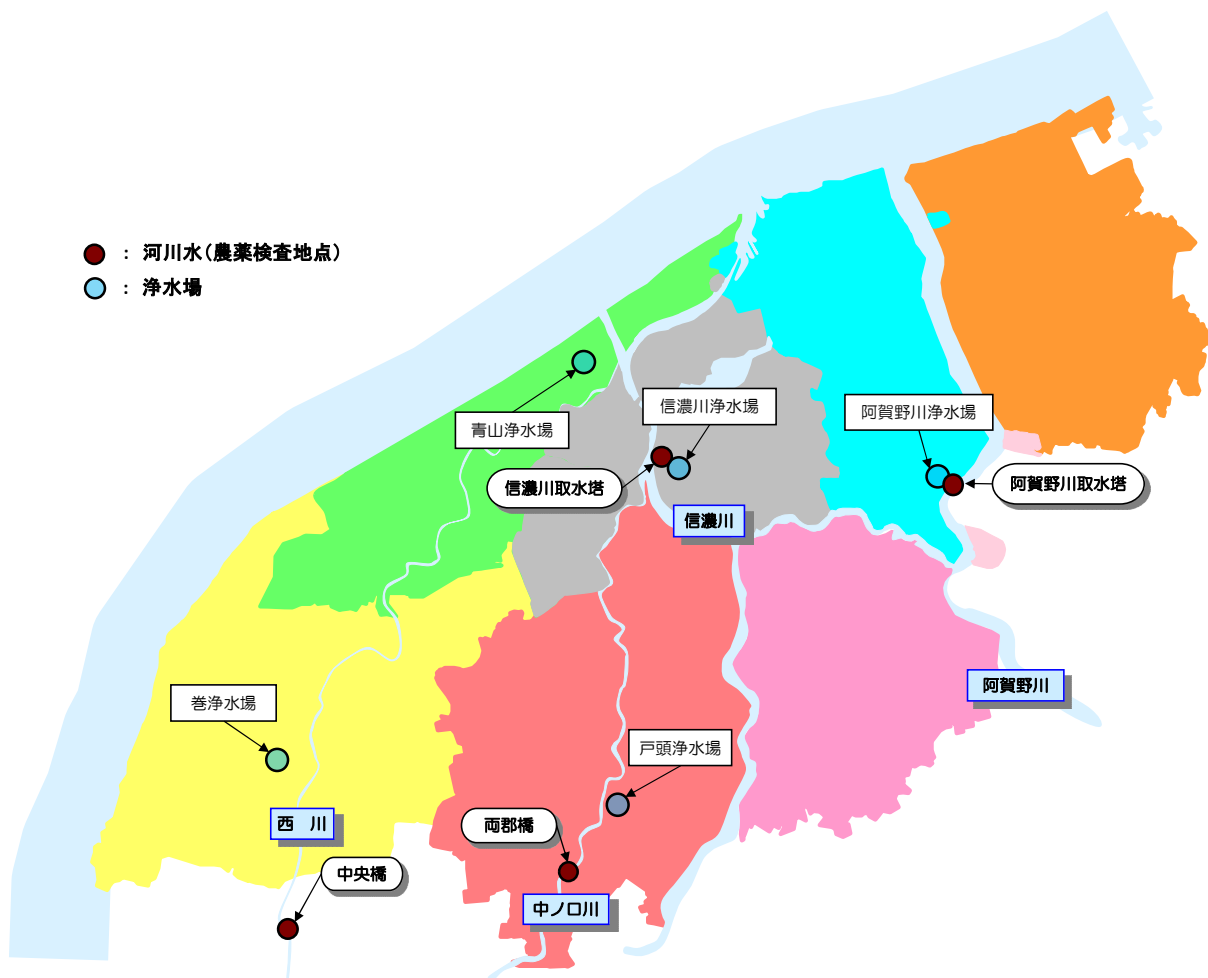 ： 河川水（農薬検査地点）
： 浄水場
青山浄水場
信濃川浄水場
阿賀野川浄水場
信濃川取水塔
阿賀野川取水塔
信濃川
阿賀野川
巻浄水場
戸頭浄水場
西　川
両郡橋
中央橋
中ノ口川